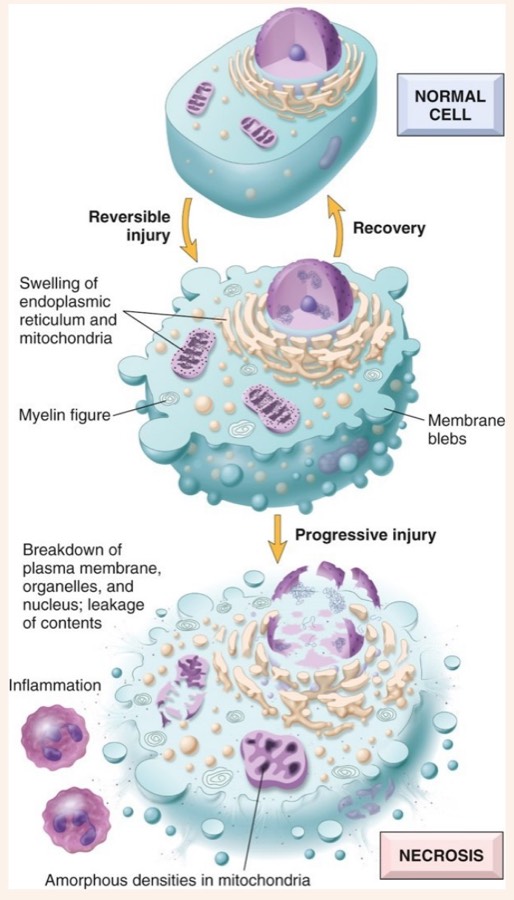 NORMAL
CELL
Reversible
injury
Recovery
Swelling of
endoplasmic
reticulum and
mitochondria
Myelin figure
Membrane
blebs
Progressive injury
Breakdown of
plasma membrane,
organelles, and
nucleus; leakage
of contents
Inflammation
NECROSIS
Amorphous densities in mitochondria